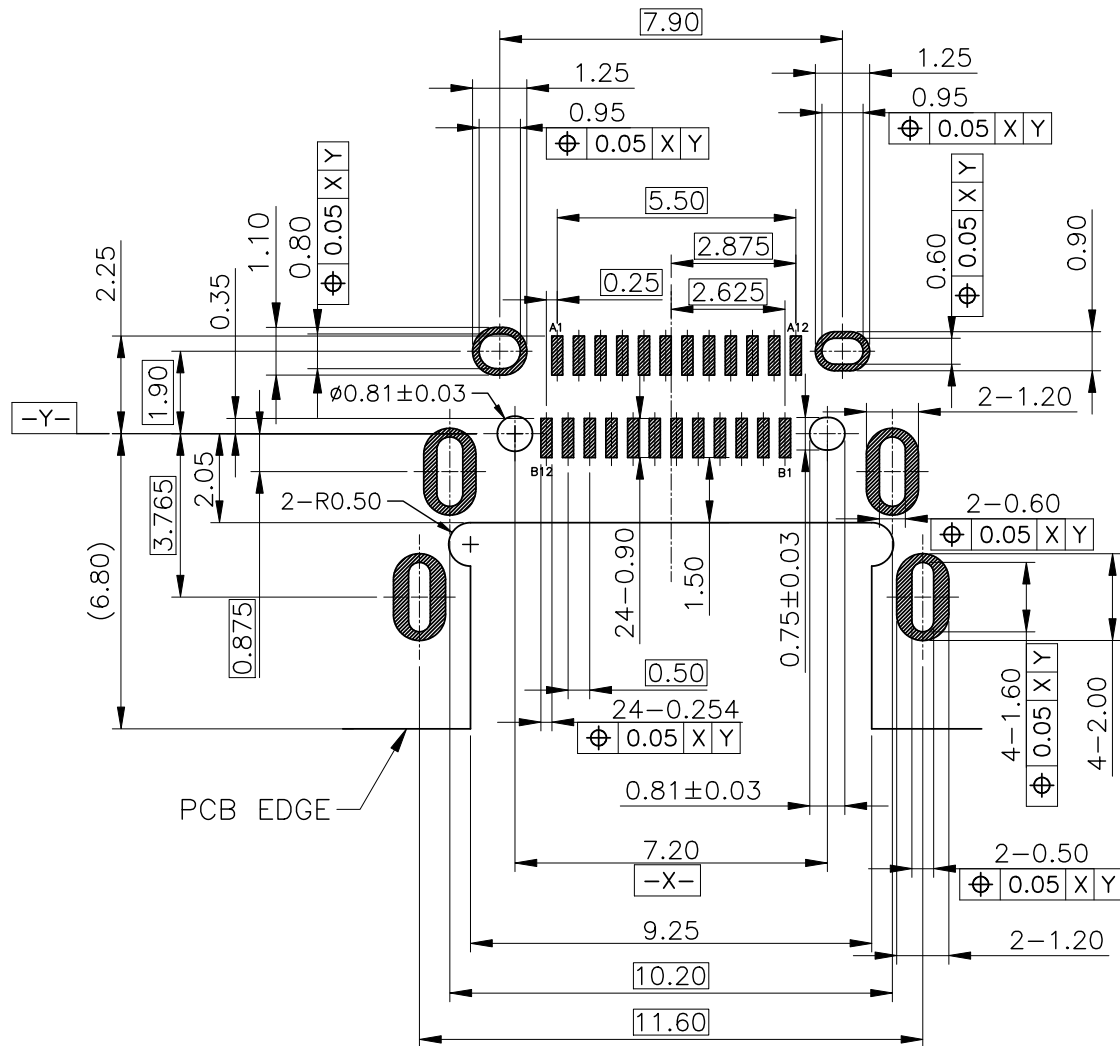 7.90
1.25
1.25
0.95
⌖ 0.05 X Y
0.95
⌖ 0.05 X Y
⌖ 0.05 X Y
⌖ 0.05 X Y
5.50
2.875
0.25
2.625
2.25
1.10
0.80
0.35
0.60
0.90
A1
A12
1.90
ø0.81±0.03
-Y-
2-1.20
B12
B1
2.05
3.765
2-R0.50
2-0.60
⌖ 0.05 X Y
(6.80)
0.875
24-0.90
1.50
0.75±0.03
0.50
24-0.254
⌖ 0.05 X Y
4-1.60
⌖ 0.05 X Y
4-2.00
PCB EDGE
0.81±0.03
7.20
-X-
2-0.50
⌖ 0.05 X Y
9.25
2-1.20
10.20
11.60